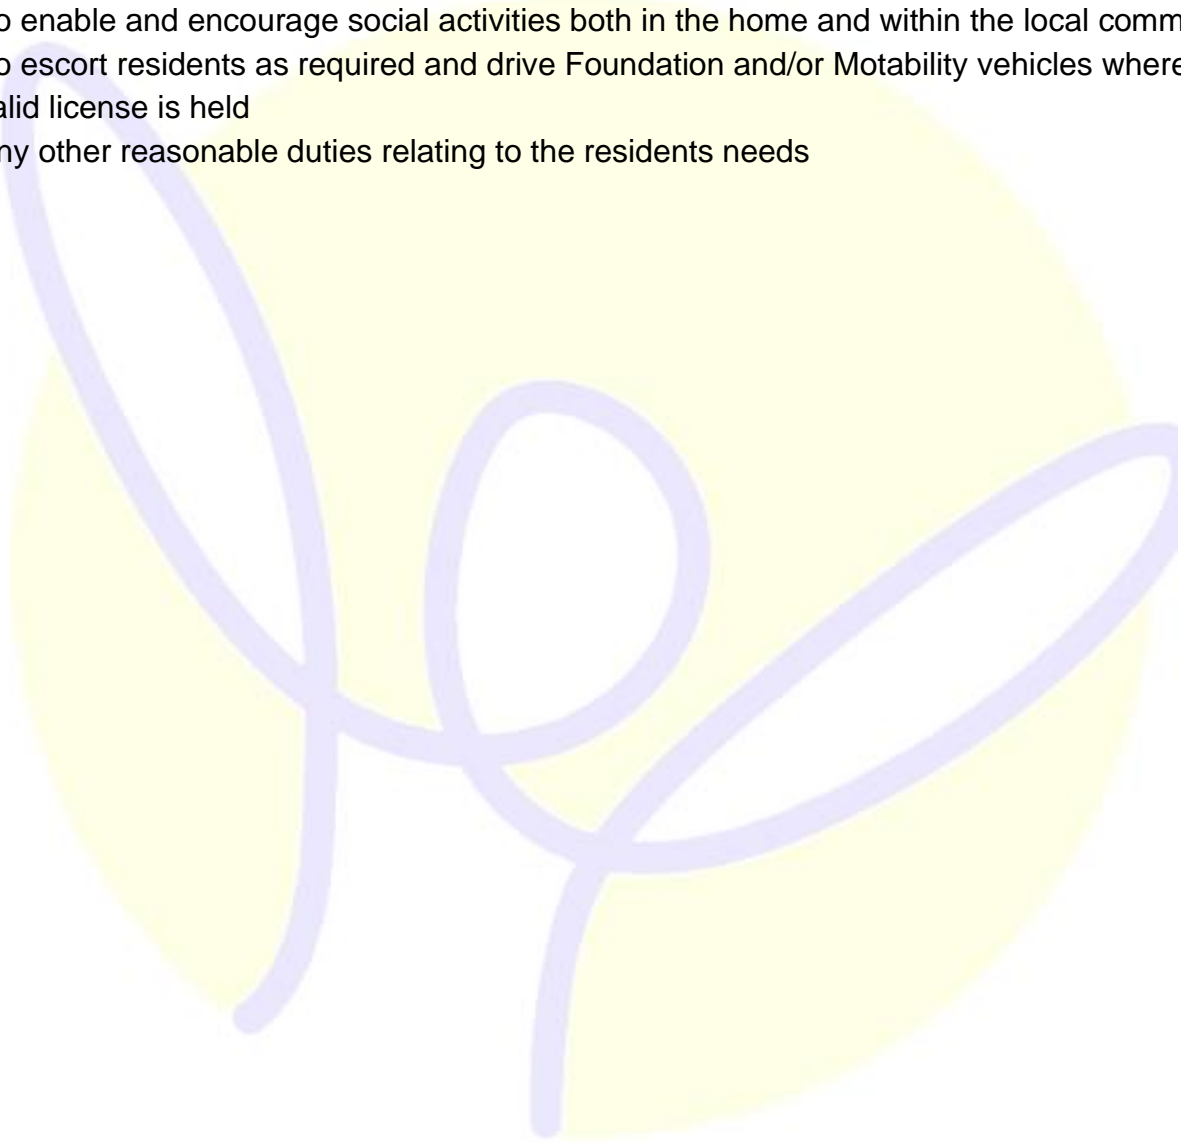 o enable and encourage social activities both in the home and within the local comm
o escort residents as required and drive Foundation and/or Motability vehicles where
alid license is held
ny other reasonable duties relating to the residents needs